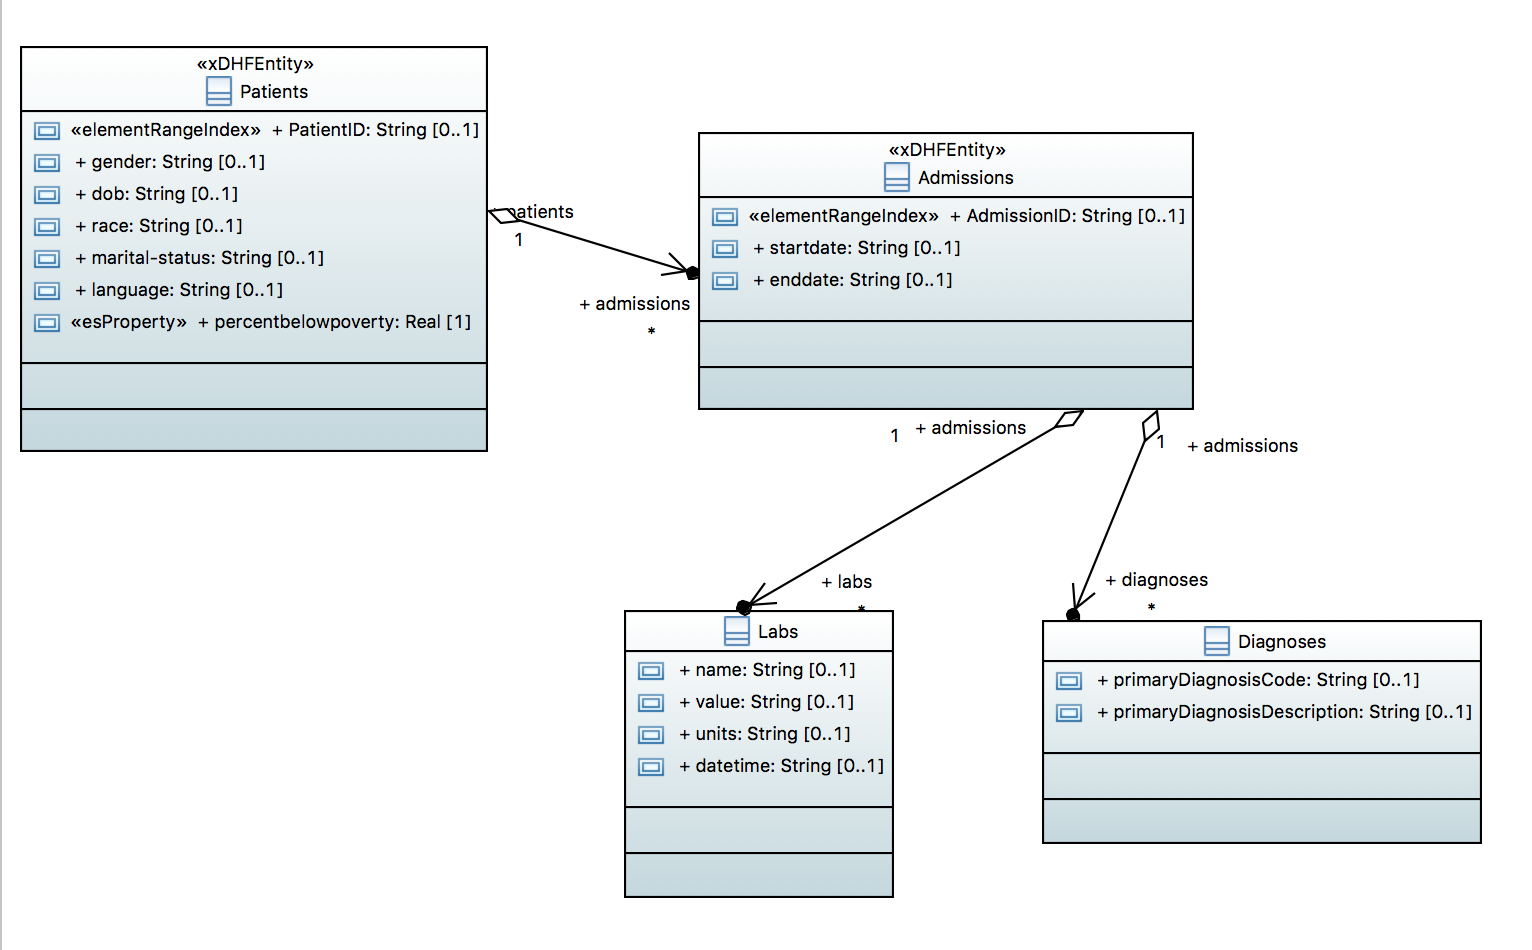 «xDHFEntity»
Patients
«elementRangeIndex» + PatientID: String [0..1]
+ gender: String [0..1]
+ dob: String [0..1]
+ race: String [0..1]
+ marital-status: String [0..1]
+ language: String [0..1]
«esProperty» + percentbelowpoverty: Real [1]
patients
1
+ admissions
*
«xDHFEntity»
Admissions
«elementRangeIndex» + AdmissionID: String [0..1]
+ startdate: String [0..1]
+ enddate: String [0..1]
1 + admissions
1 + admissions
+ labs
*
+ diagnoses
*
Labs
+ name: String [0..1]
+ value: String [0..1]
+ units: String [0..1]
+ datetime: String [0..1]
Diagnoses
+ primaryDiagnosisCode: String [0..1]
+ primaryDiagnosisDescription: String [0..1]